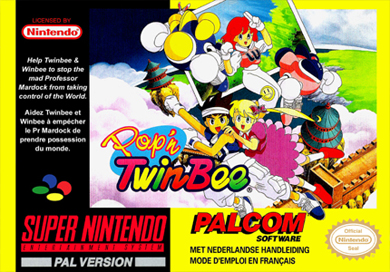 LICENSED BY
Nintendo
Help Twinbee &
Winbee to stop the
mad Professor
Mardock from taking
control of the World.
Aidez Twinbee et
Winbee à empêcher
le Pr Mardock de
prendre possession
du monde.
Pop'n
TwinBee
SUPER NINTENDO
ENTERTAINMENT SYSTEM
PAL VERSION
PALCOM
SOFTWARE
MET NEDERLANDSE HANDLEIDING
MODE D'EMPLOI EN FRANÇAIS
Official
Nintendo
Seal